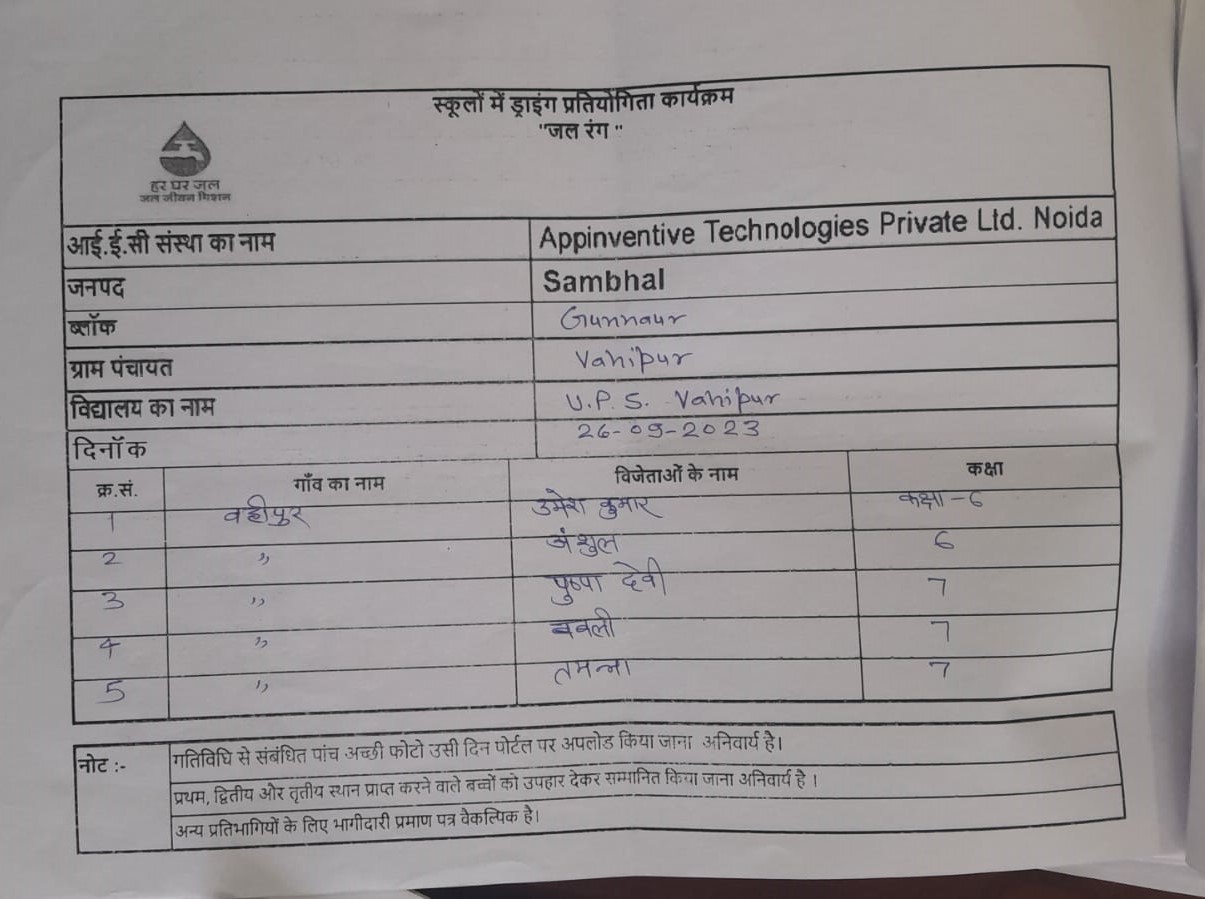 स्कूलों में ड्राइंग प्रतियोगिता कार्यक्रम
"जल रंग "
हर घर जल
जल जीवन मिशन
आई.ई.सी संस्था का नाम Appinventive Technologies Private Ltd. Noida
जनपद Sambhal
ब्लॉक Gunnaur
ग्राम पंचायत Vahipur
विद्यालय का नाम U.P.S. Vahipur
दिनॉक 26-09-2023
क्र.सं. गाँव का नाम विजेताओं के नाम कक्षा
1 वहीपुर उमेश कुमार कक्षा -6
2 ,, अंशुल 6
3 ,, पुष्पा देवी 7
4 ,, बबली 7
5 ,, तमन्ना 7
नोट :- गतिविधि से संबंधित पांच अच्छी फोटो उसी दिन पोर्टल पर अपलोड किया जाना अनिवार्य है।
प्रथम, द्वितीय और तृतीय स्थान प्राप्त करने वाले बच्चों को उपहार देकर सम्मानित किया जाना अनिवार्य है ।
अन्य प्रतिभागियों के लिए भागीदारी प्रमाण पत्र वैकल्पिक है।